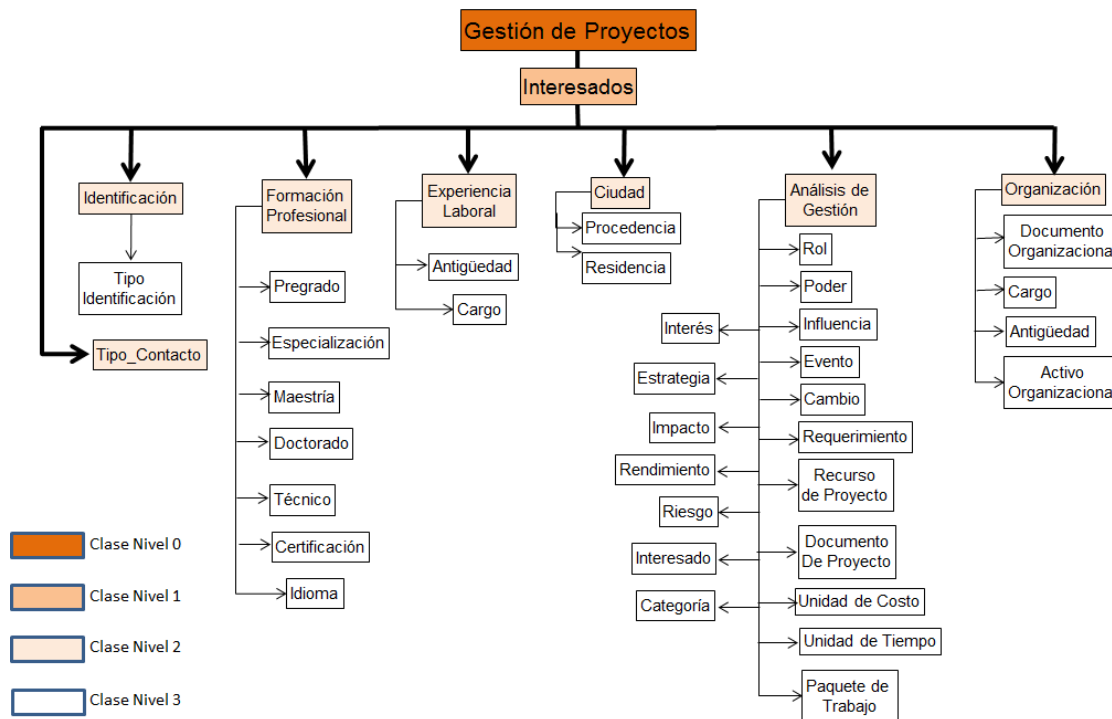 Gestión de Proyectos
Interesados
Identificación
Tipo
Identificación
Tipo_Contacto
Formación
Profesional
Pregrado
Especialización
Maestría
Doctorado
Técnico
Certificación
Idioma
Experiencia
Laboral
Antigüedad
Cargo
Ciudad
Procedencia
Residencia
Análisis de
Gestión
Rol
Poder
Influencia
Evento
Cambio
Requerimiento
Recurso
de Proyecto
Documento
De Proyecto
Unidad de Costo
Unidad de Tiempo
Paquete de
Trabajo
Interés
Estrategia
Impacto
Rendimiento
Riesgo
Interesado
Categoría
Organización
Documento
Organizaciona
Cargo
Antigüedad
Activo
Organizaciona
Clase Nivel 0
Clase Nivel 1
Clase Nivel 2
Clase Nivel 3